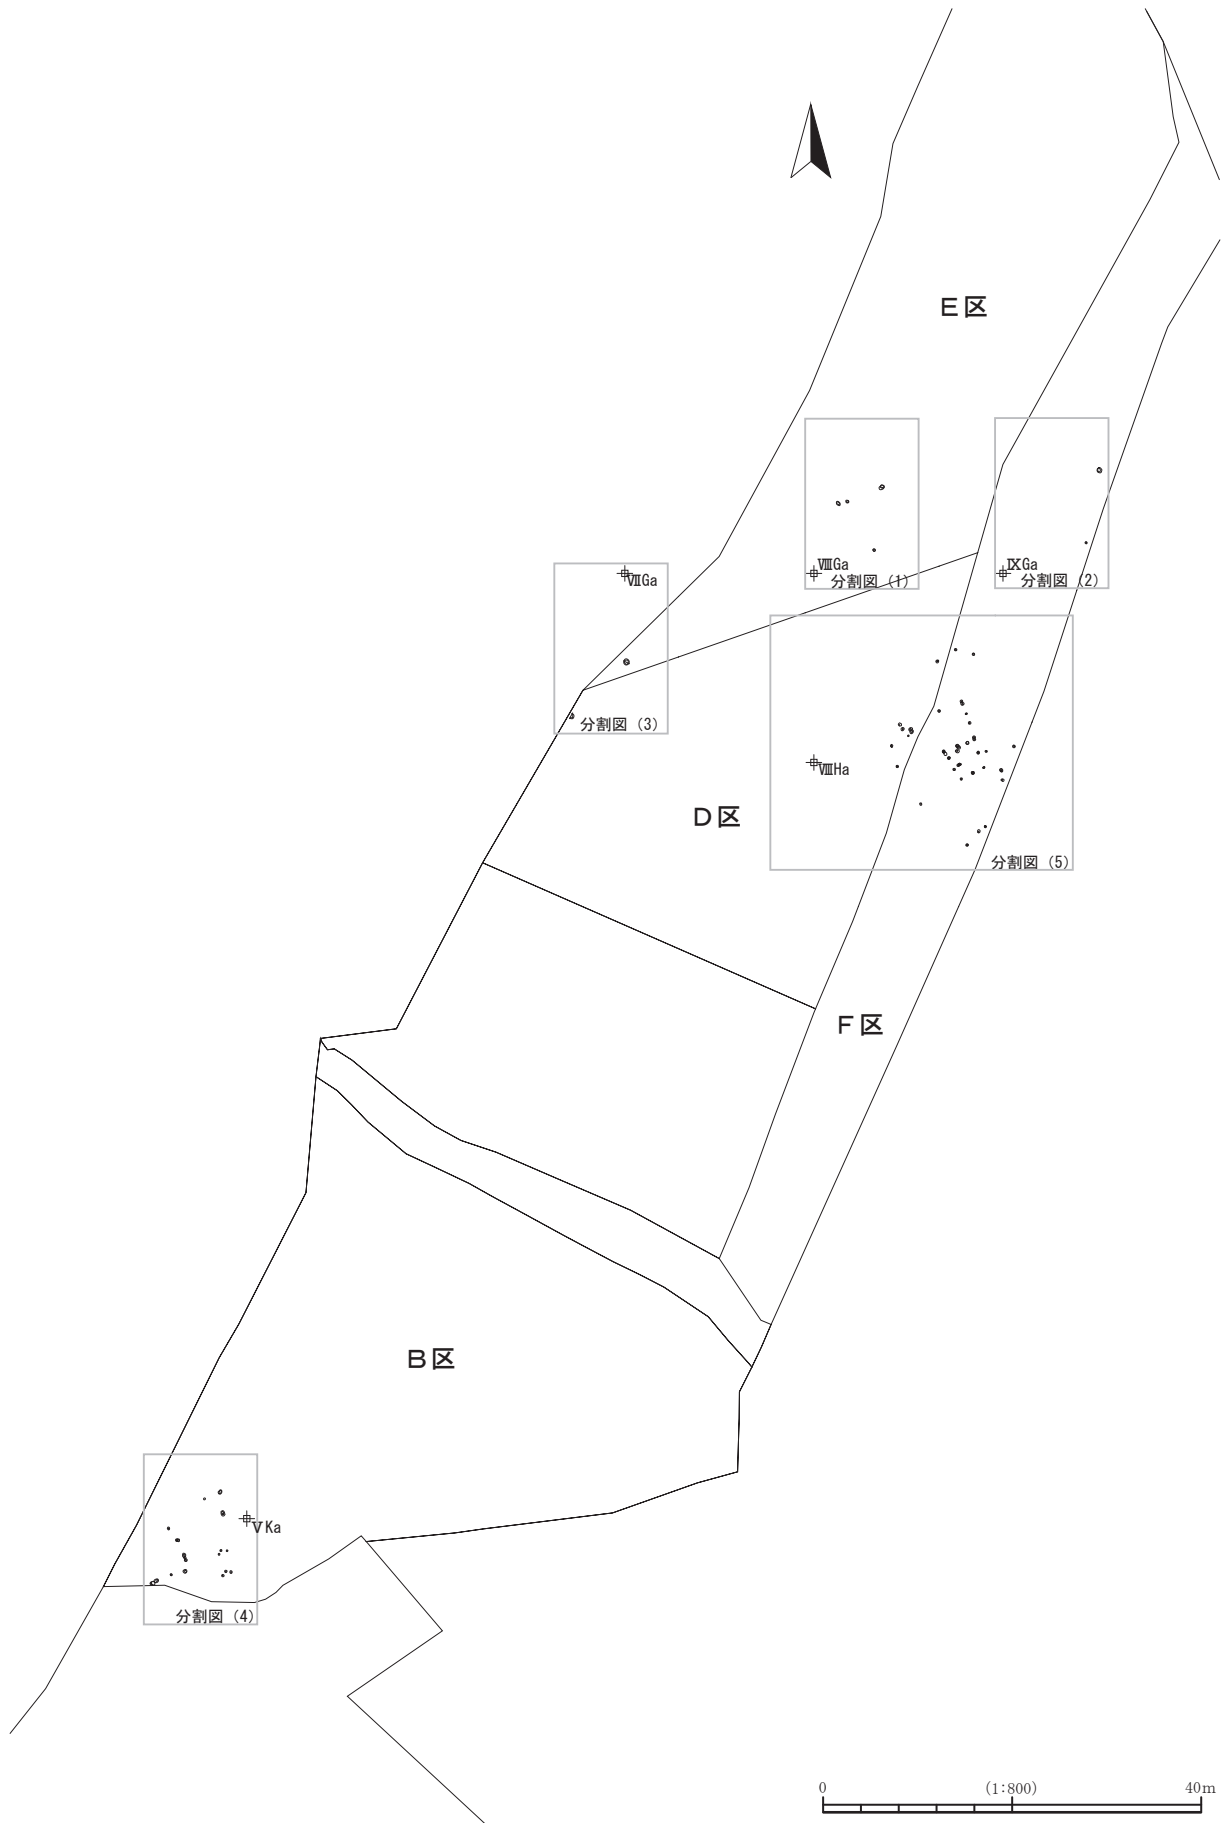 E区
ⅧGa
分割図（1）
ⅨGa
分割図（2）
ⅦGa
分割図（3）
ⅧHa
D区
分割図（5）
F区
B区
ⅤKa
分割図（4）
0 (1:800) 40m